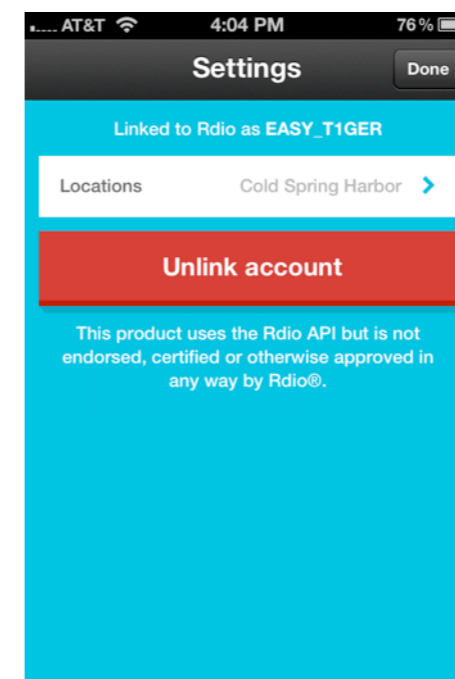 AT&T 4:04 PM 76%
Settings Done
Linked to Rdio as EASY_T1GER
Locations Cold Spring Harbor
Unlink account
This product uses the Rdio API but is not
endorsed, certified or otherwise approved in
any way by Rdio®.